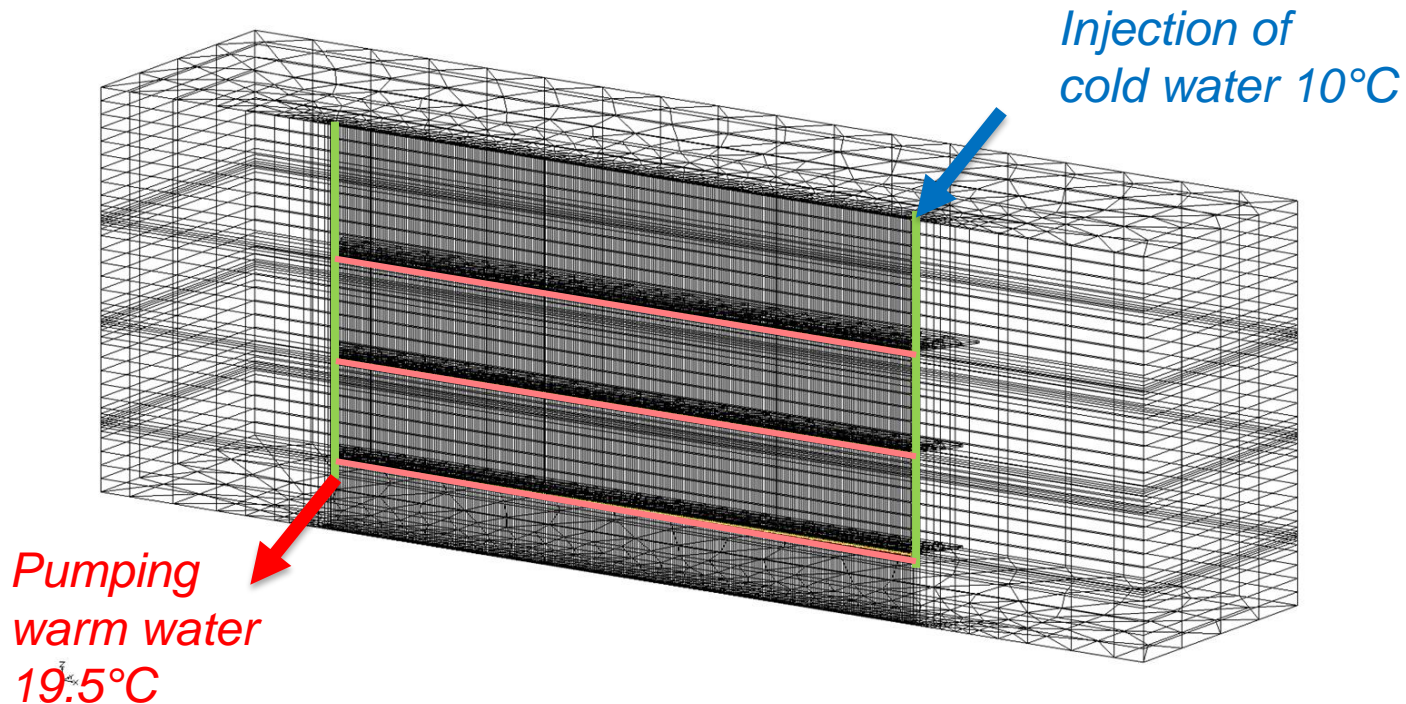 Injection of
cold water 10°C
Pumping
warm water
19.5°C
Z
X